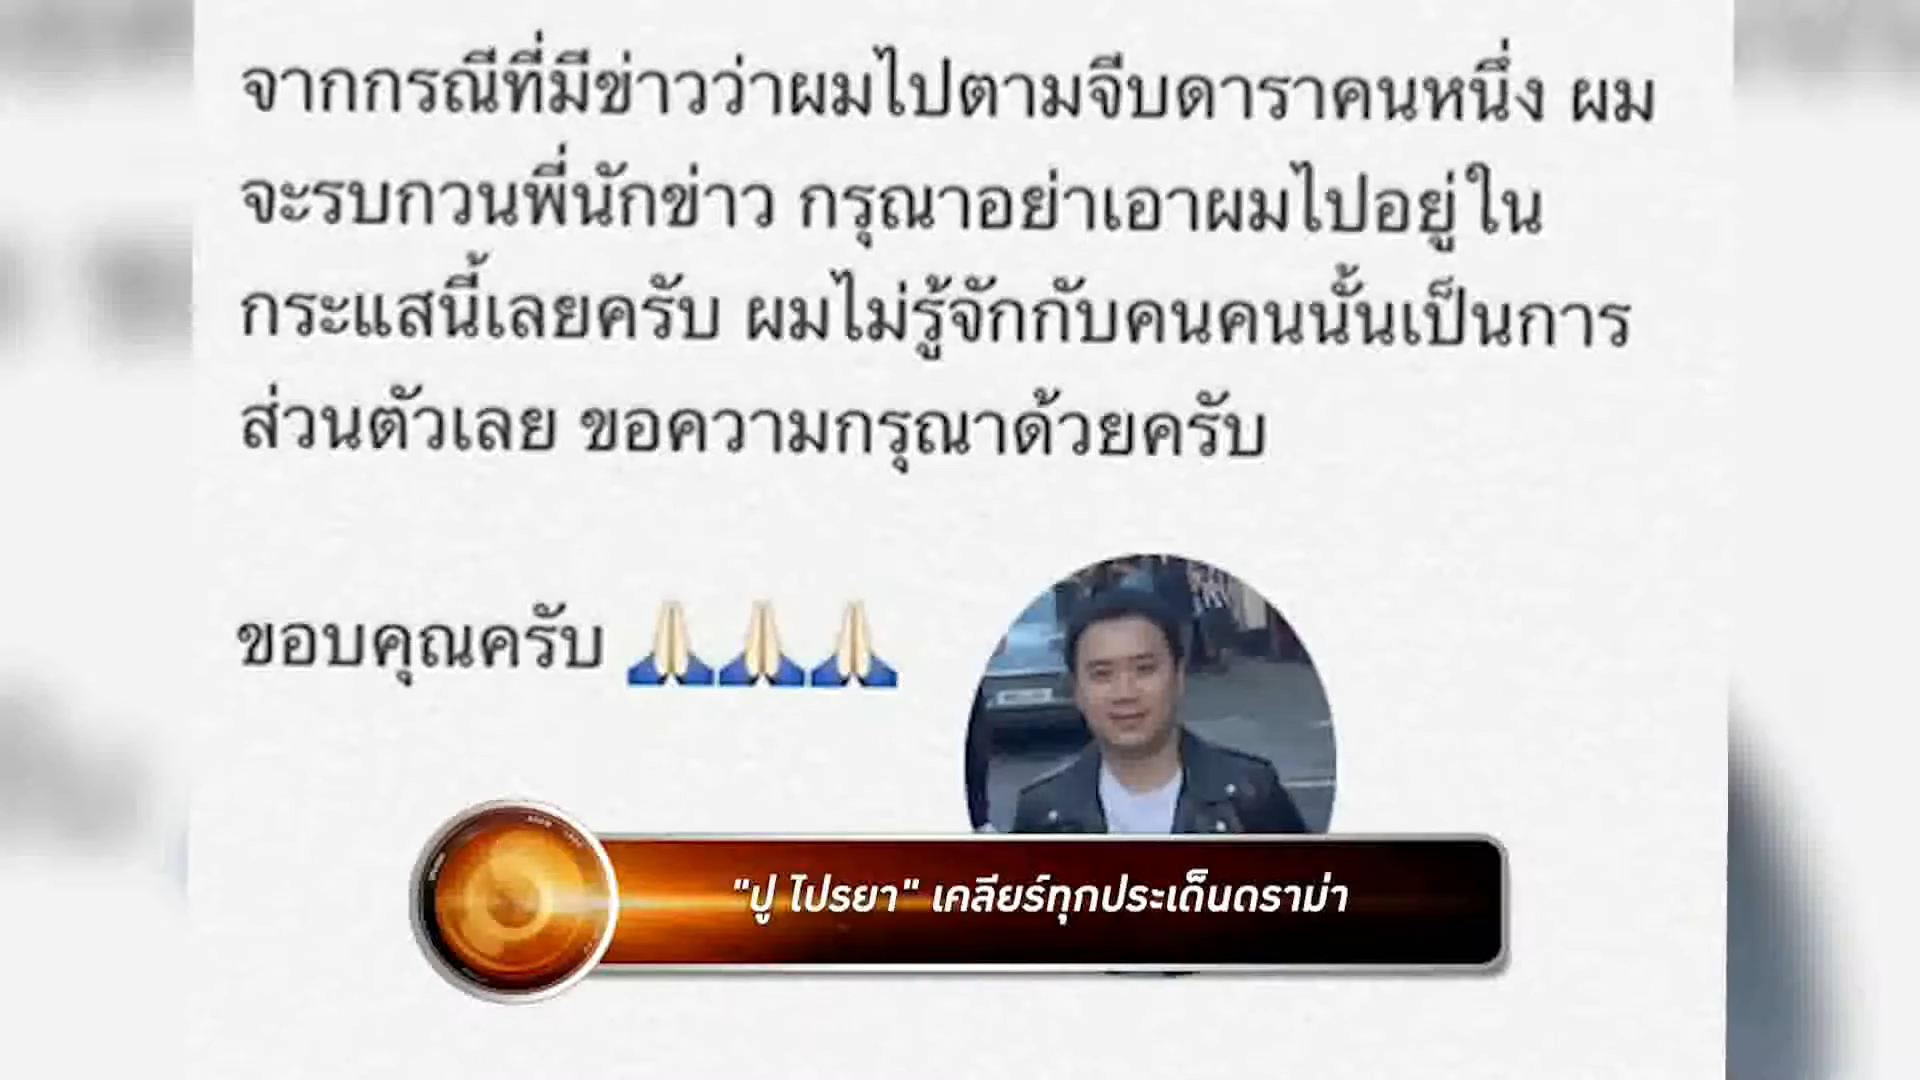 จากกรณีที่มีข่าวว่าผมไปตามจีบดาราคนหนึ่ง ผม
จะรบกวนพี่นักข่าว กรุณาอย่าเอาผมไปอยู่ใน
กระแสนี้เลยครับ ผมไม่รู้จักกับคนคนนั้นเป็นการ
ส่วนตัวเลย ขอความกรุณาด้วยครับ
ขอบคุณครับ 🙏🏻🙏🏻🙏🏻
"ปู ไปรยา" เคลียร์ทุกประเด็นดราม่า